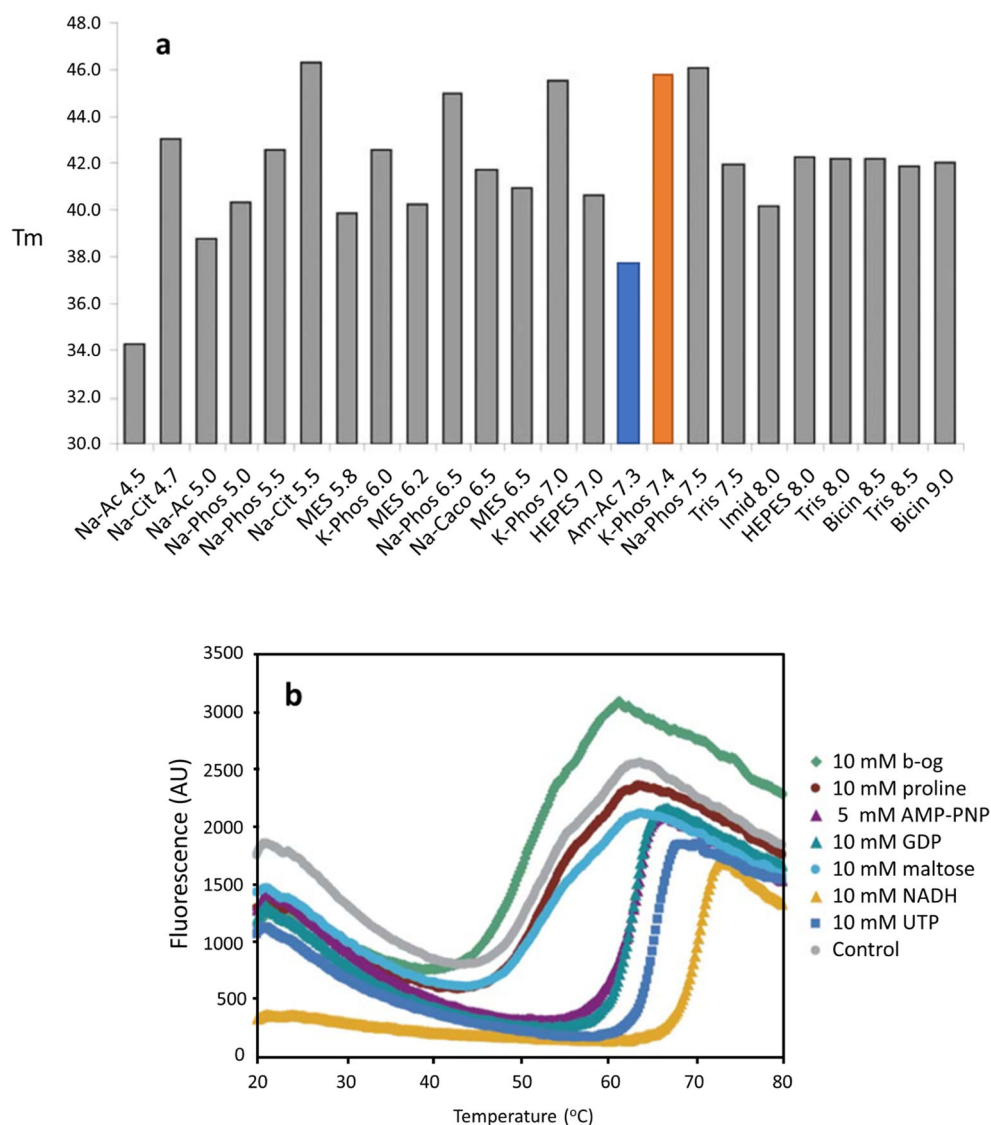 a
48.0
46.0
44.0
42.0
40.0
38.0
36.0
34.0
32.0
30.0
Tm
Na-Ac 4.5
Na-Cit 4.7
Na-Ac 5.0
Na-Phos 5.0
Na-Phos 5.5
Na-Cit 5.5
MES 5.8
K-Phos 6.0
MES 6.2
Na-Phos 6.5
Na-Caco 6.5
MES 6.5
K-Phos 7.0
HEPES 7.0
Am-Ac 7.3
K-Phos 7.4
Na-Phos 7.5
Tris 7.5
Imid 8.0
HEPES 8.0
Tris 8.0
Bicin 8.5
Tris 8.5
Bicin 9.0
b
3500
3000
2500
2000
1500
1000
500
0
Fluorescence (AU)
20 30 40 50 60 70 80
Temperature (°C)
10 mM b-og
10 mM proline
5 mM AMP-PNP
10 mM GDP
10 mM maltose
10 mM NADH
10 mM UTP
Control